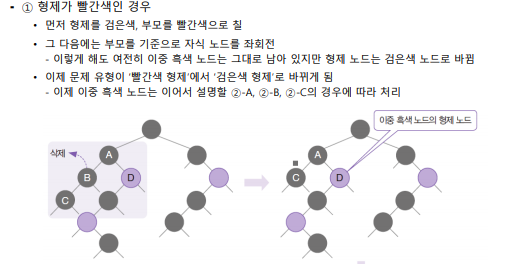 - ① 형제가 빨간색인 경우
• 먼저 형제를 검은색, 부모를 빨간색으로 칠
• 그 다음에는 부모를 기준으로 자식 노드를 좌회전
- 이렇게 해도 여전히 이중 흑색 노드는 그대로 남아 있지만 형제 노드는 검은색 노드로 바뀜
• 이제 문제 유형이 '빨간색 형제'에서 '검은색 형제'로 바뀌게 됨
- 이제 이중 흑색 노드는 이어서 설명할 ②-A, ②-B, ②-C의 경우에 따라 처리
이중 흑색 노드의 형제 노드
삭제
A
B
D
C
A
C
D